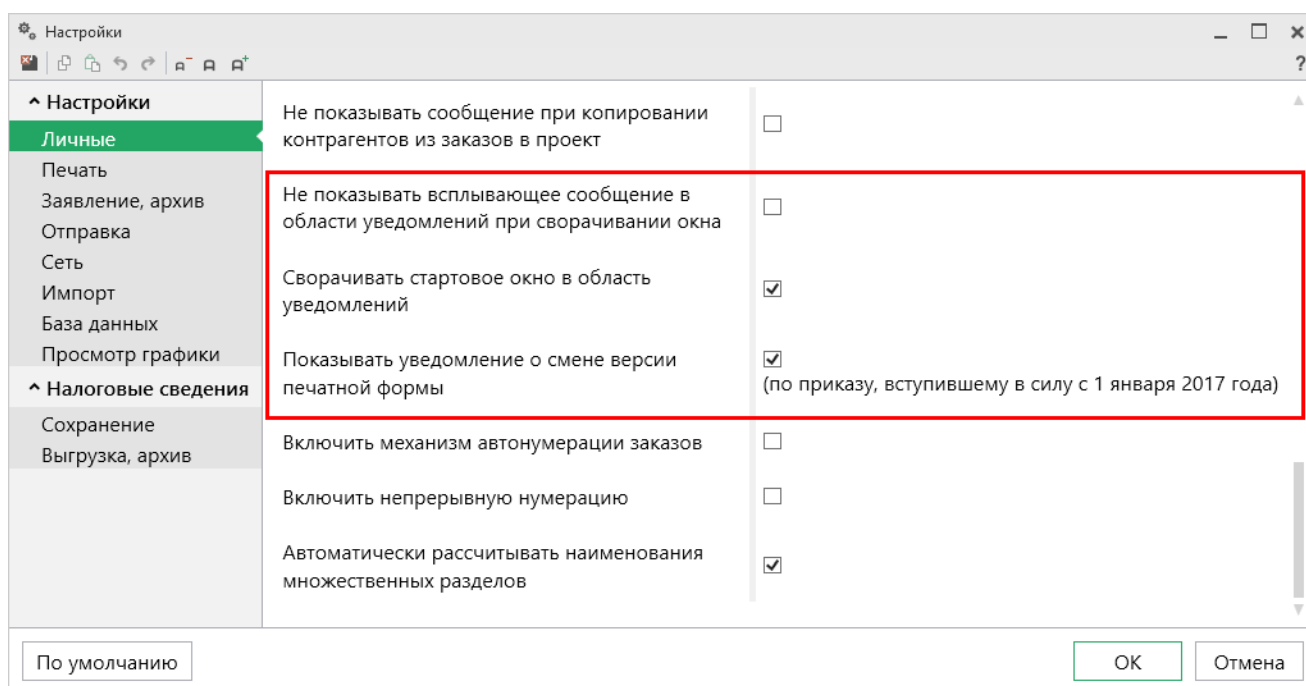 Настройки
?
Настройки
Личные
Печать
Заявление, архив
Отправка
Сеть
Импорт
База данных
Просмотр графики
Налоговые сведения
Сохранение
Выгрузка, архив
Не показывать сообщение при копировании
контрагентов из заказов в проект
Не показывать всплывающее сообщение в
области уведомлений при сворачивании окна
Сворачивать стартовое окно в область
уведомлений
Показывать уведомление о смене версии
печатной формы
(по приказу, вступившему в силу с 1 января 2017 года)
Включить механизм автонумерации заказов
Включить непрерывную нумерацию
Автоматически рассчитывать наименования
множественных разделов
По умолчанию
ОК
Отмена